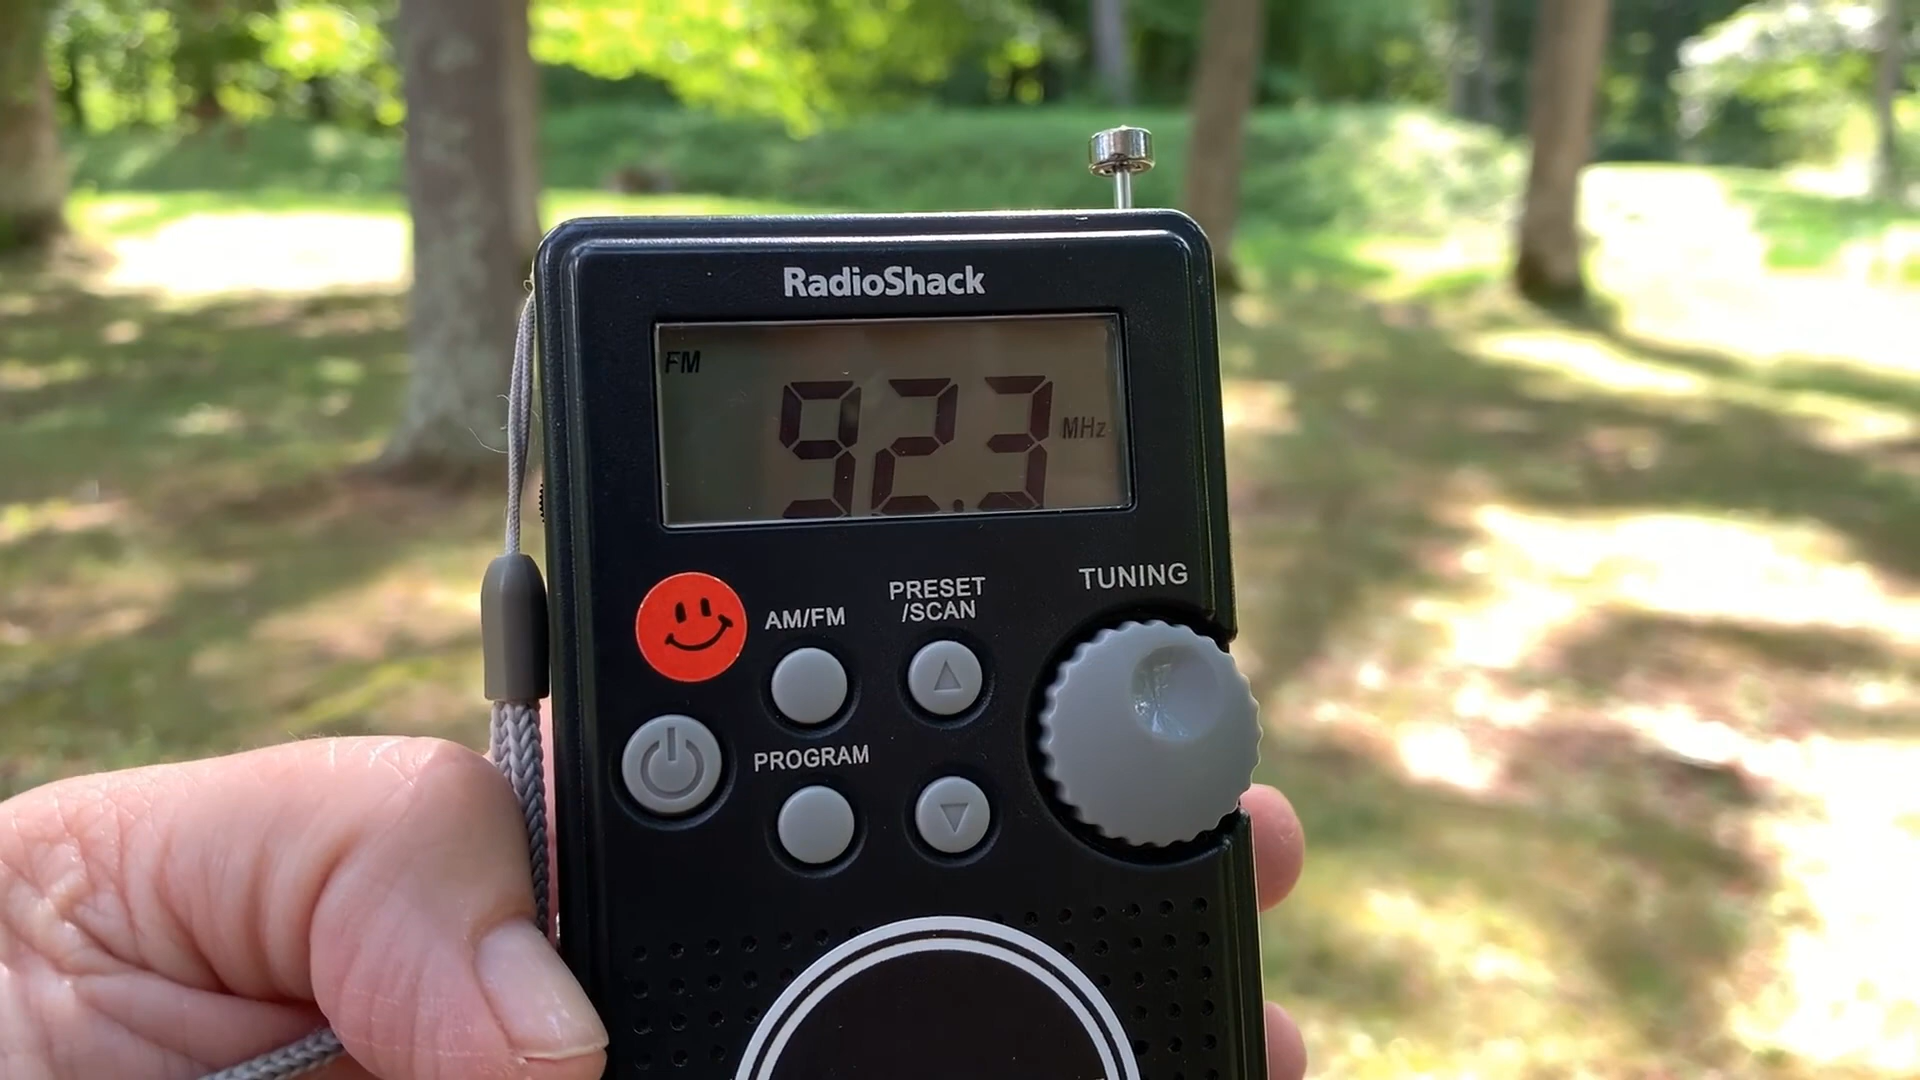 RadioShack
FM
92.3 MHz
TUNING
PRESET
/SCAN
AM/FM
PROGRAM